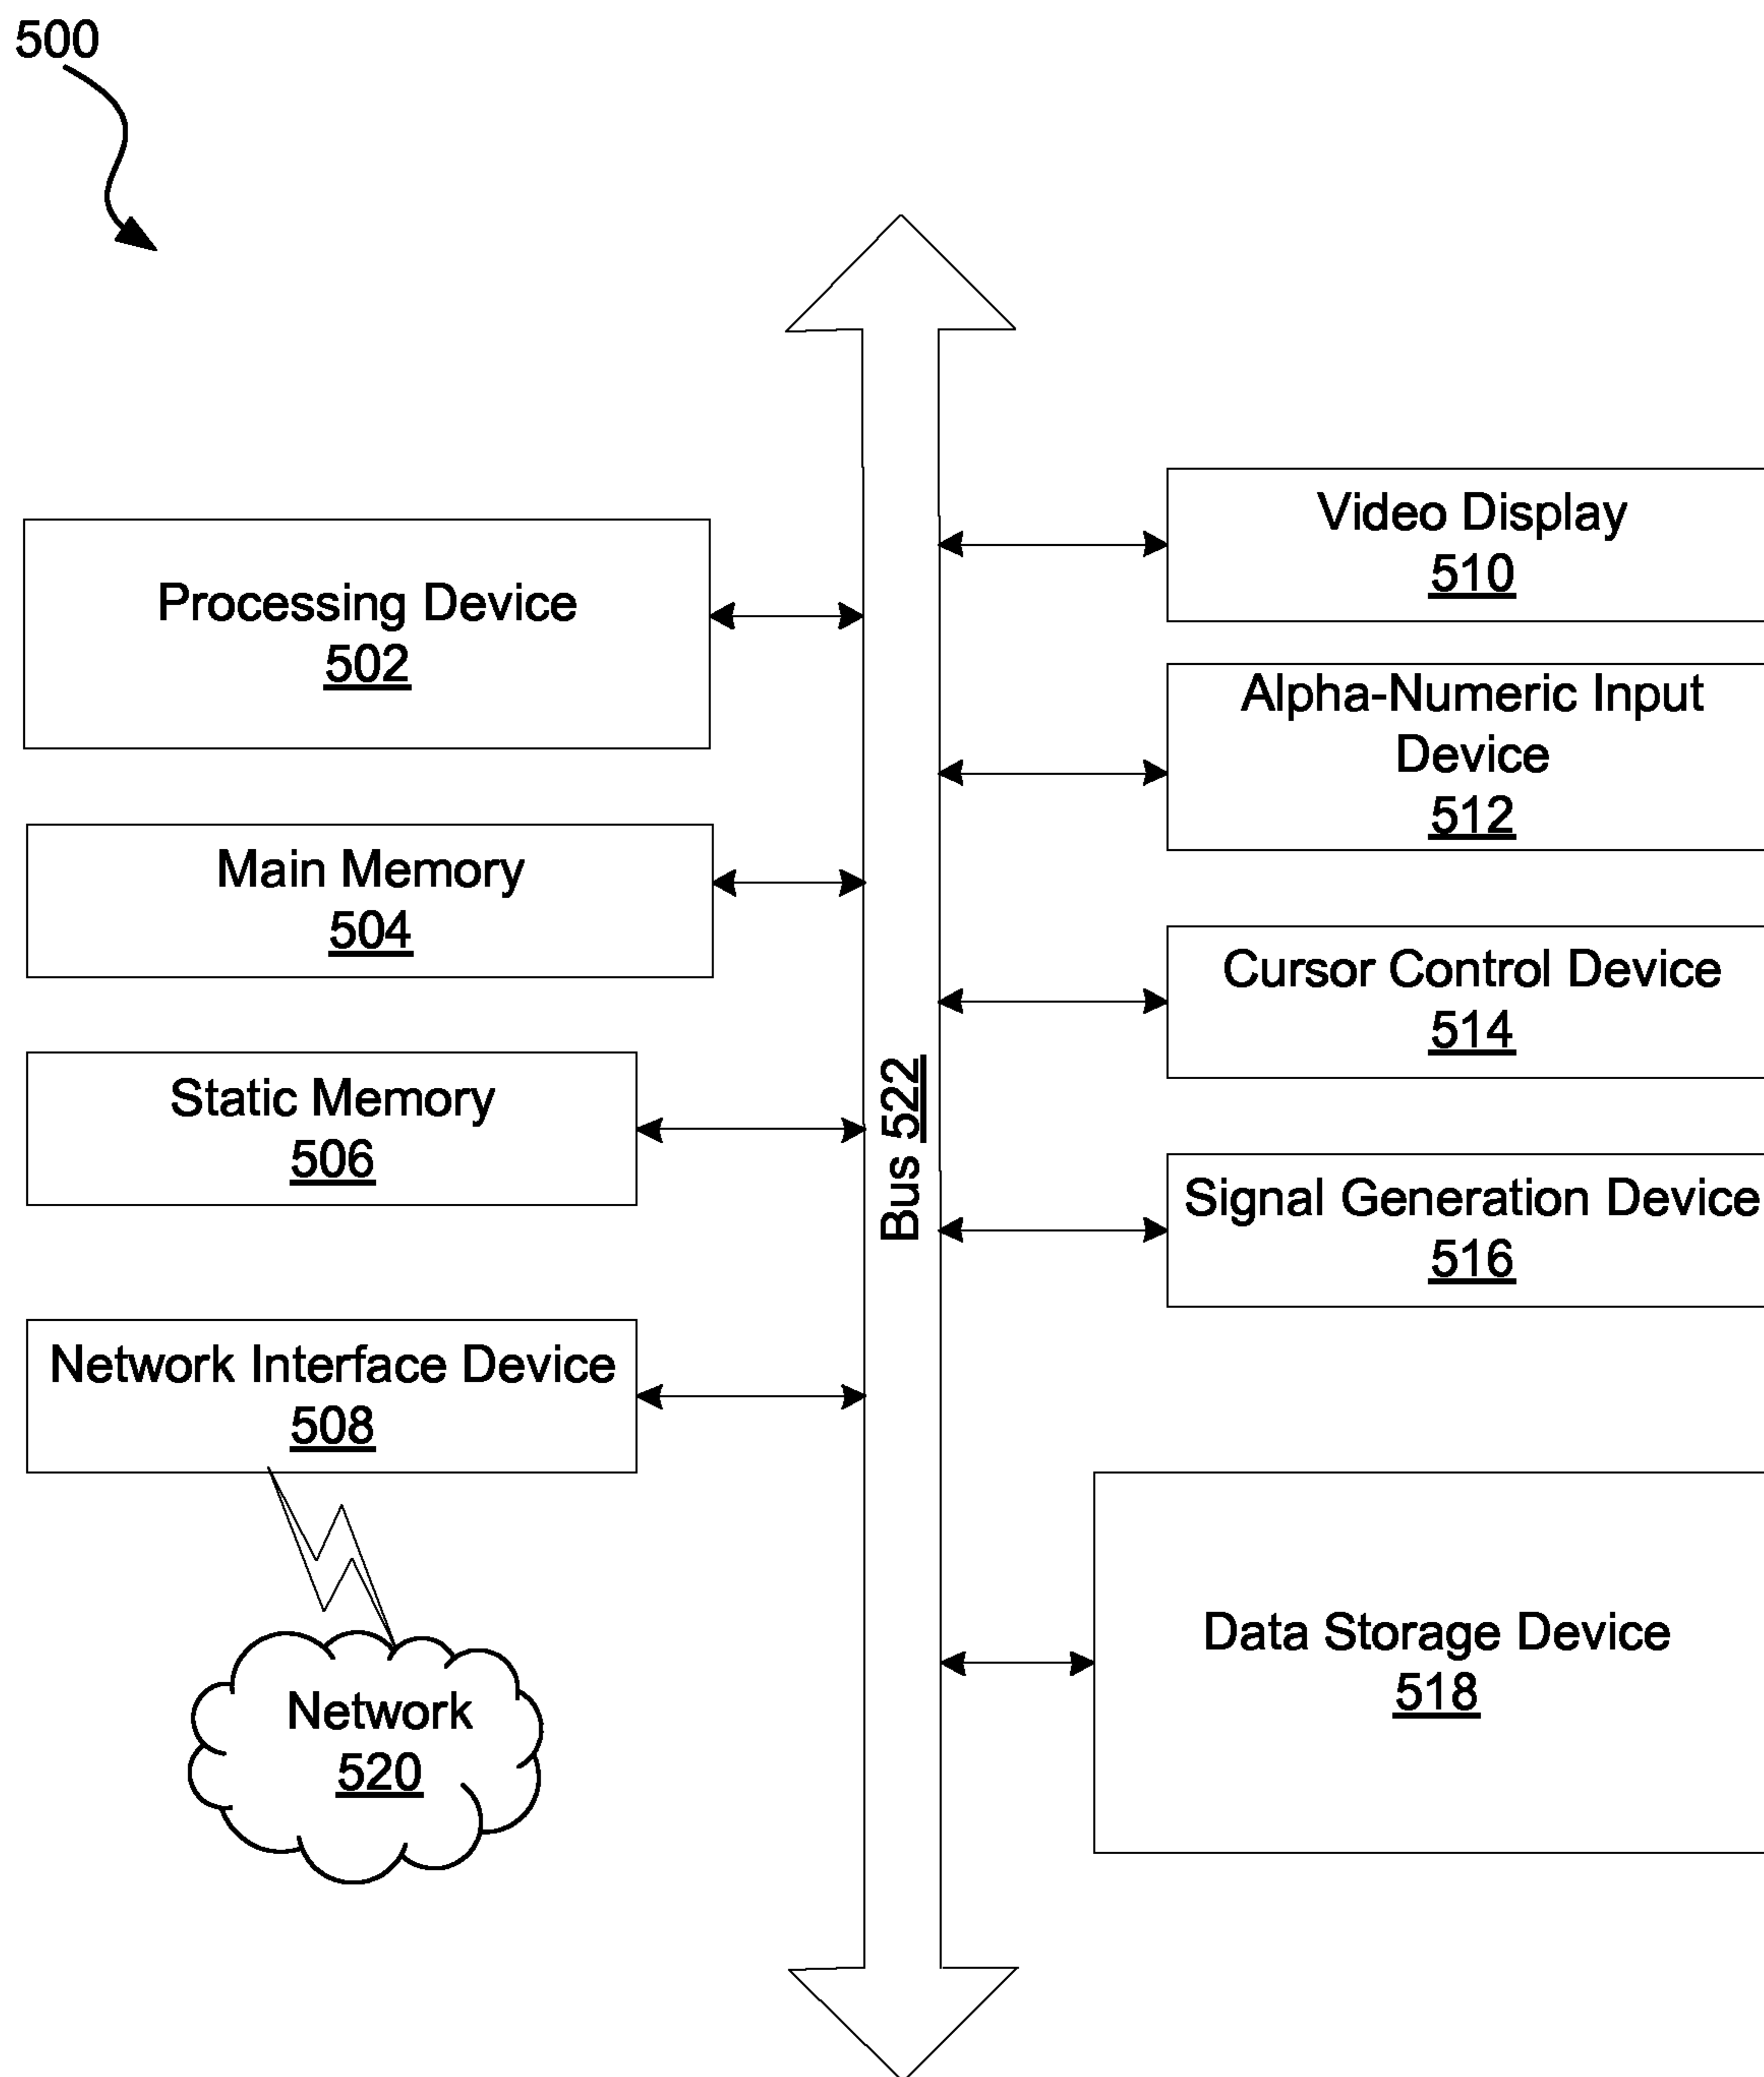 500
Processing Device
502
Main Memory
504
Static Memory
506
Network Interface Device
508
Network
520
Bus 522
Video Display
510
Alpha-Numeric Input
Device
512
Cursor Control Device
514
Signal Generation Device
516
Data Storage Device
518